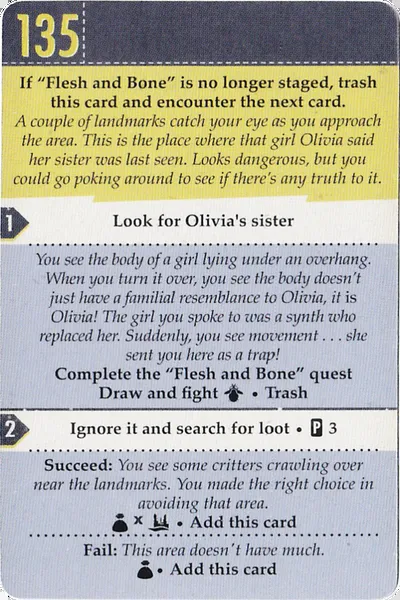 135
If “Flesh and Bone” is no longer staged, trash
this card and encounter the next card.
A couple of landmarks catch your eye as you approach
the area. This is the place where that girl Olivia said
her sister was last seen. Looks dangerous, but you
could go poking around to see if there's any truth to it.
1 Look for Olivia's sister
You see the body of a girl lying under an overhang.
When you turn it over, you see the body doesn't
just have a familial resemblance to Olivia, it is
Olivia! The girl you spoke to was a synth who
replaced her. Suddenly, you see movement . . . she
sent you here as a trap!
Complete the “Flesh and Bone” quest
Draw and fight • Trash
2 Ignore it and search for loot • P 3
Succeed: You see some critters crawling over
near the landmarks. You made the right choice in
avoiding that area.
x • Add this card
Fail: This area doesn't have much.
• Add this card